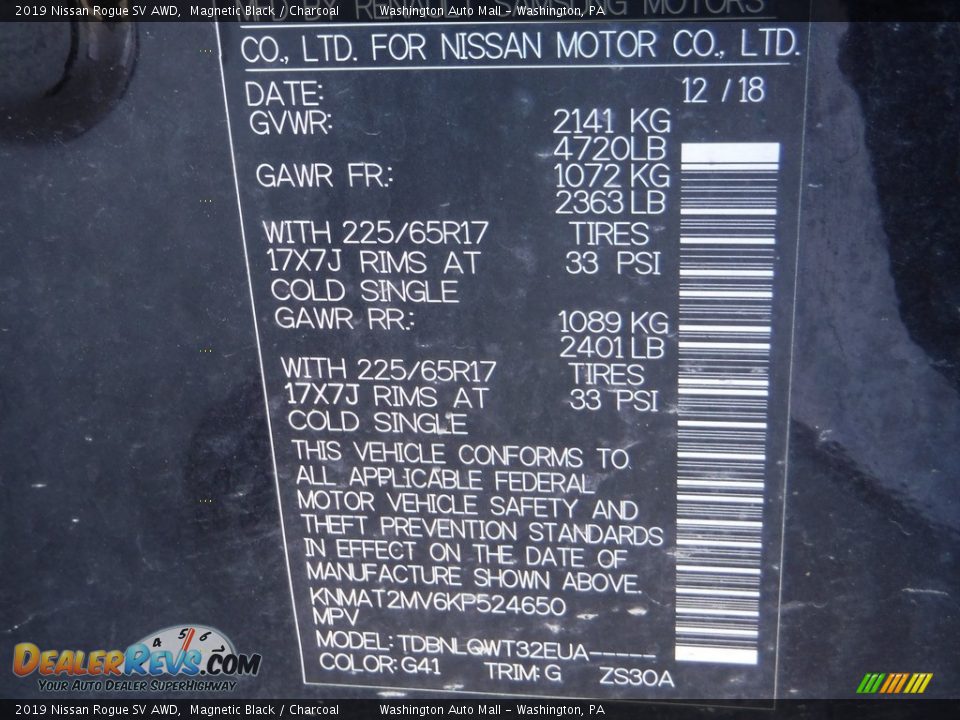 2019 Nissan Rogue SV AWD, Magnetic Black / Charcoal Washington Auto Mall - Washington, PA
CO., LTD. FOR NISSAN MOTOR CO., LTD.
DATE: 12 / 18
GVWR: 2141 KG
4720LB
GAWR FR.: 1072 KG
2363 LB
WITH 225/65R17 TIRES
17X7J RIMS AT 33 PSI
COLD SINGLE
GAWR RR.: 1089 KG
2401 LB
WITH 225/65R17 TIRES
17X7J RIMS AT 33 PSI
COLD SINGLE
THIS VEHICLE CONFORMS TO
ALL APPLICABLE FEDERAL
MOTOR VEHICLE SAFETY AND
THEFT PREVENTION STANDARDS
IN EFFECT ON THE DATE OF
MANUFACTURE SHOWN ABOVE.
KNMAT2MV6KP524650
MPV
MODEL: TDBNLQWT32EUA------
COLOR: G41 TRIM: G ZS30A
4 5 6
DEALERREVS.COM
YOUR AUTO DEALER SUPERHIGHWAY
2019 Nissan Rogue SV AWD, Magnetic Black / Charcoal Washington Auto Mall - Washington, PA